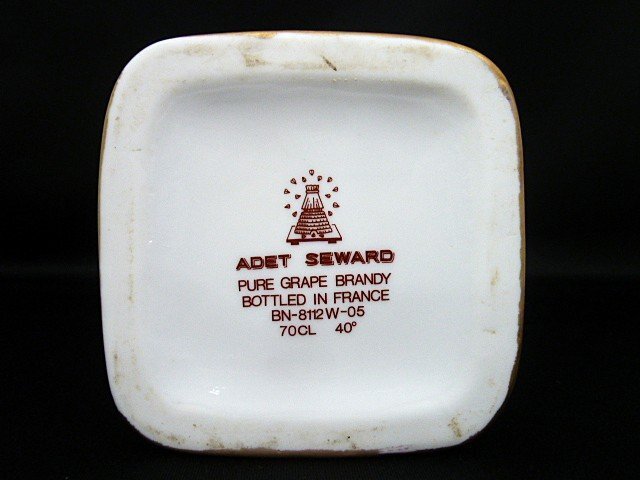 ADET SEWARD
PURE GRAPE BRANDY
BOTTLED IN FRANCE
BN-8112W-05
70CL 40°